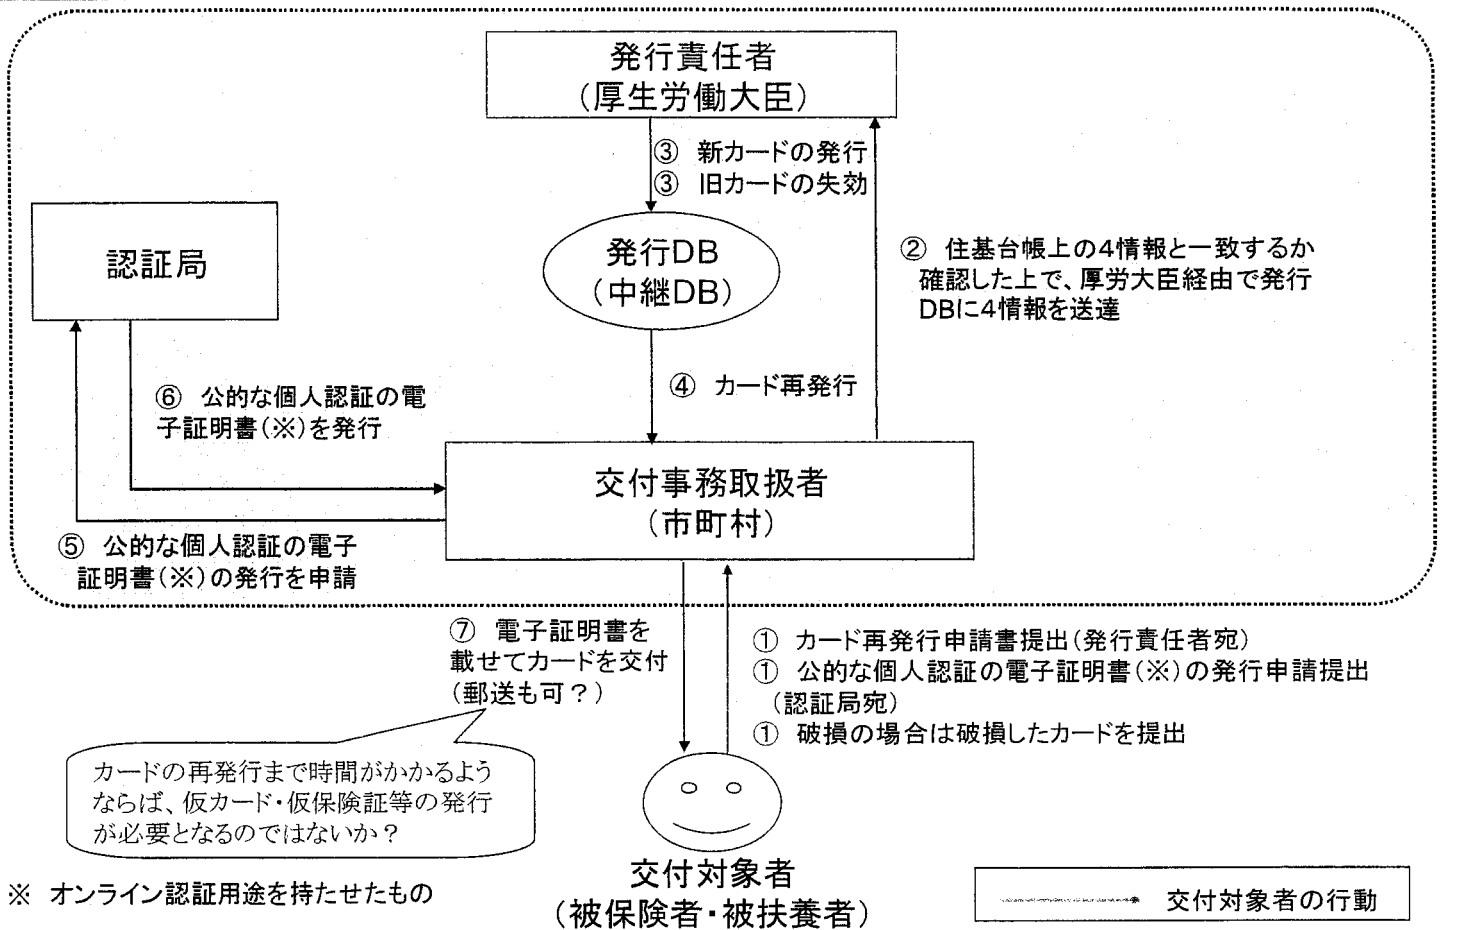 発行責任者
（厚生労働大臣）
③ 新カードの発行
③ 旧カードの失効
認証局
発行DB
（中継DB）
② 住基台帳上の４情報と一致するか
確認した上で、厚労大臣経由で発行
DBに４情報を送達
④ カード再発行
⑥ 公的な個人認証の電
子証明書（※）を発行
交付事務取扱者
（市町村）
⑤ 公的な個人認証の電子
証明書（※）の発行を申請
⑦ 電子証明書を
載せてカードを交付
（郵送も可？）
① カード再発行申請書提出（発行責任者宛）
① 公的な個人認証の電子証明書（※）の発行申請提出
（認証局宛）
① 破損の場合は破損したカードを提出
カードの再発行まで時間がかかるよう
ならば、仮カード・仮保険証等の発行
が必要となるのではないか？
交付対象者
（被保険者・被扶養者）
※ オンライン認証用途を持たせたもの
交付対象者の行動